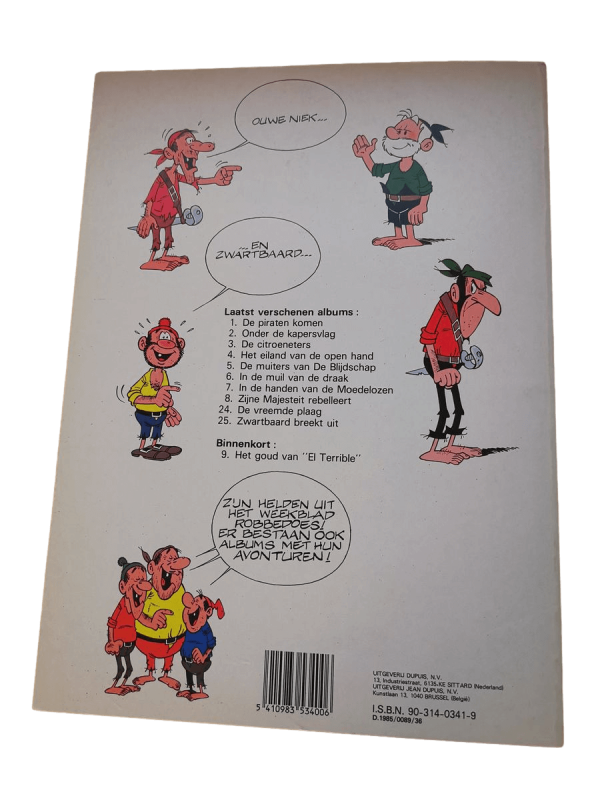 OUWE NIEK...
...EN
ZWARTBAARD...
Laatst verschenen albums :
1. De piraten komen
2. Onder de kapersvlag
3. De citroeneters
4. Het eiland van de open hand
5. De muiters van De Blijdschap
6. In de muil van de draak
7. In de handen van de Moedelozen
8. Zijne Majesteit rebelleert
24. De vreemde plaag
25. Zwartbaard breekt uit
Binnenkort :
9. Het goud van "El Terrible"
ZIJN HELDEN UIT
HET WEEKBLAD
ROBBEDOES!
ER BESTAAN ÓÓK
ALBUMS MET HUN
AVONTUREN!
5 410983 534006
UITGEVERIJ DUPUIS, N.V.
13, Industriestraat, 6135-KE SITTARD (Nederland)
UITGEVERIJ JEAN DUPUIS, N.V.
Kunstlaan 13, 1040 BRUSSEL (België)
I.S.B.N. 90-314-0341-9
D.1985/0089/36